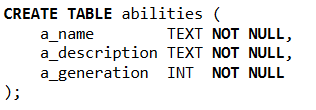 CREATE TABLE abilities (
    a_name        TEXT NOT NULL,
    a_description TEXT NOT NULL,
    a_generation  INT  NOT NULL
);